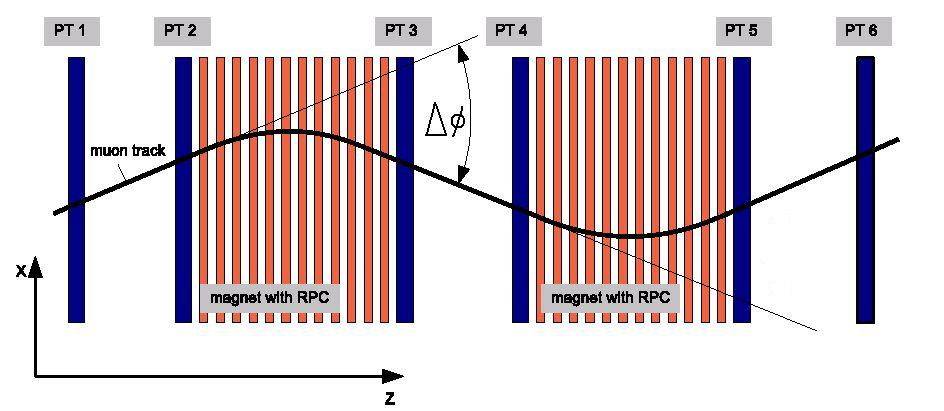 PT 1
PT 2
PT 3
PT 4
PT 5
PT 6
Δϕ
muon track
magnet with RPC
magnet with RPC
x
z